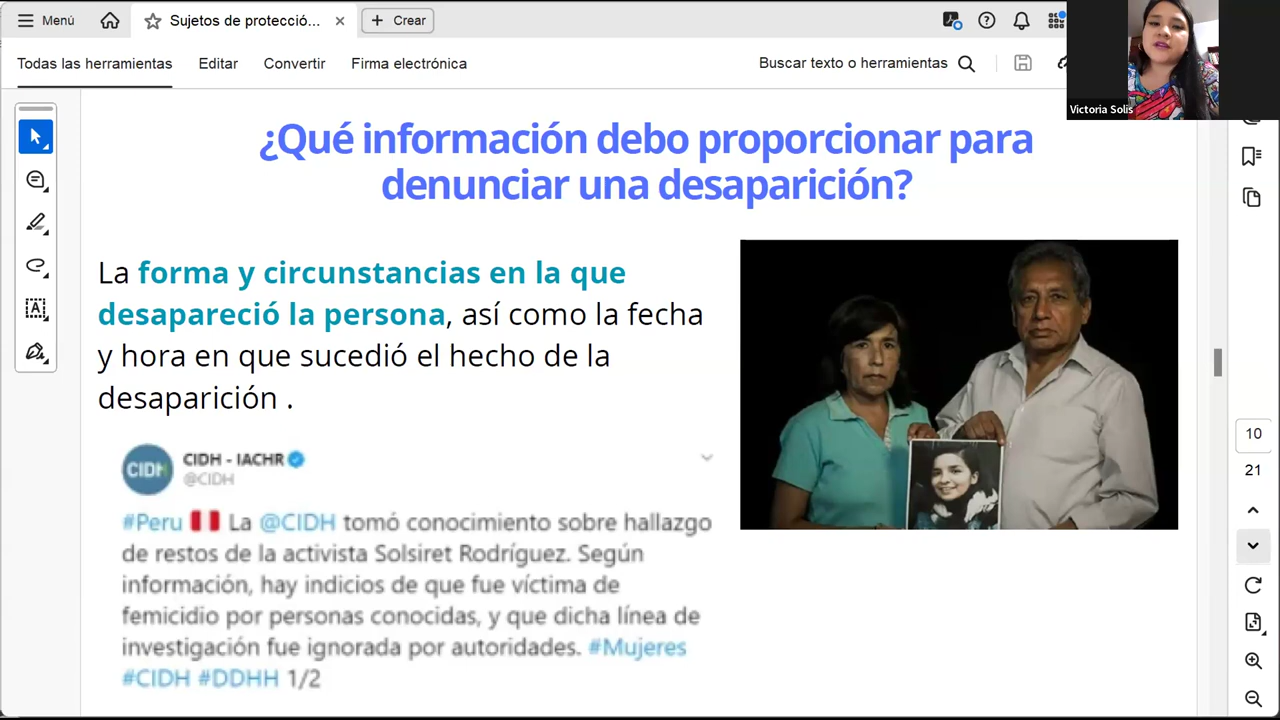 Menú
Sujetos de protecció...
Crear
Todas las herramientas
Editar
Convertir
Firma electrónica
Buscar texto o herramientas
Victoria Solis
¿Qué información debo proporcionar para
denunciar una desaparición?
La forma y circunstancias en la que
desapareció la persona, así como la fecha
y hora en que sucedió el hecho de la
desaparición .
CIDH
CIDH - IACHR
@CIDH
#Peru La @CIDH tomó conocimiento sobre hallazgo
de restos de la activista Solsiret Rodríguez. Según
información, hay indicios de que fue víctima de
femicidio por personas conocidas, y que dicha línea de
investigación fue ignorada por autoridades. #Mujeres
#CIDH #DDHH 1/2
10
21